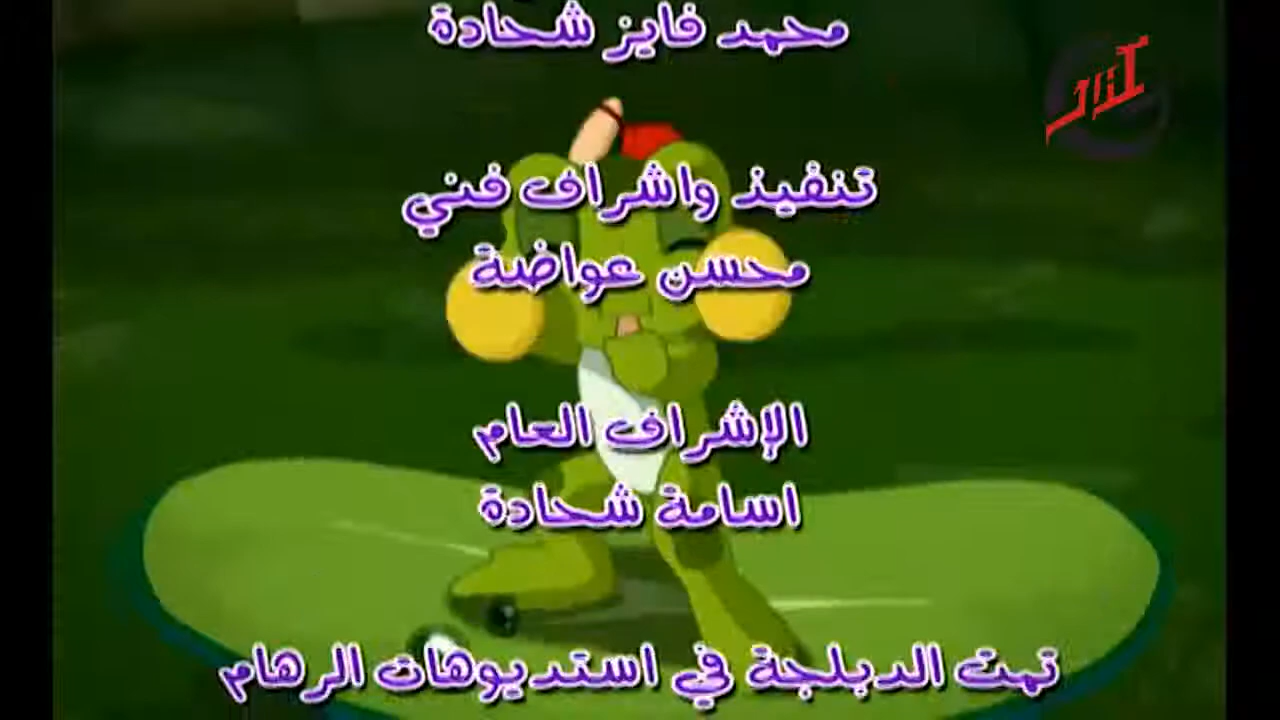 محمد فايز شحادة
تنفيذ واشراف فني
محسن عواضة
الإشراف العام
اسامة شحادة
تمت الدبلجة في استديوهات الرهام